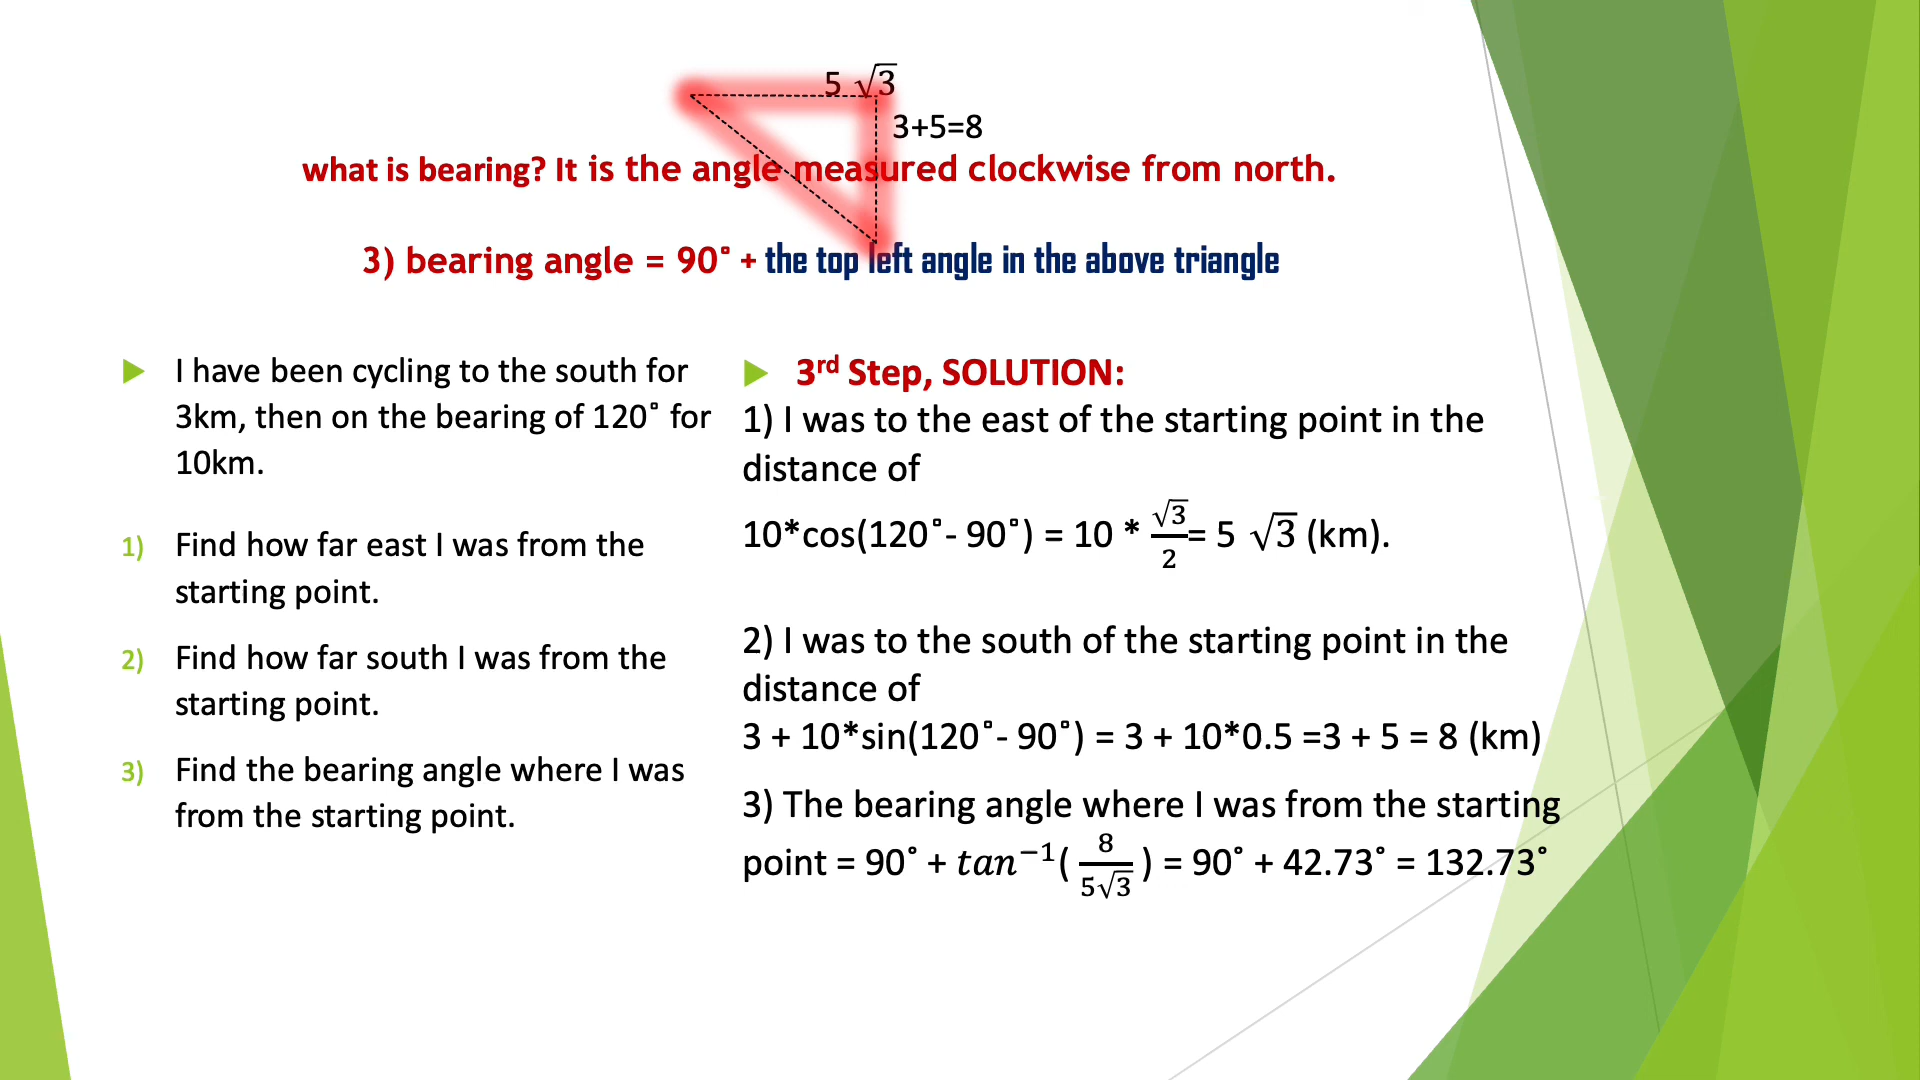 5 √3
3+5=8
what is bearing? It is the angle measured clockwise from north.
3) bearing angle = 90˚ + the top left angle in the above triangle
I have been cycling to the south for
3km, then on the bearing of 120˚ for
10km.
1) Find how far east I was from the
starting point.
2) Find how far south I was from the
starting point.
3) Find the bearing angle where I was
from the starting point.
3rd Step, SOLUTION:
1) I was to the east of the starting point in the
distance of
10*cos(120˚- 90˚) = 10 * √3/2 = 5 √3 (km).
2) I was to the south of the starting point in the
distance of
3 + 10*sin(120˚- 90˚) = 3 + 10*0.5 =3 + 5 = 8 (km)
3) The bearing angle where I was from the starting
point = 90˚ + tan⁻¹( 8/5√3 ) = 90˚ + 42.73˚ = 132.73˚